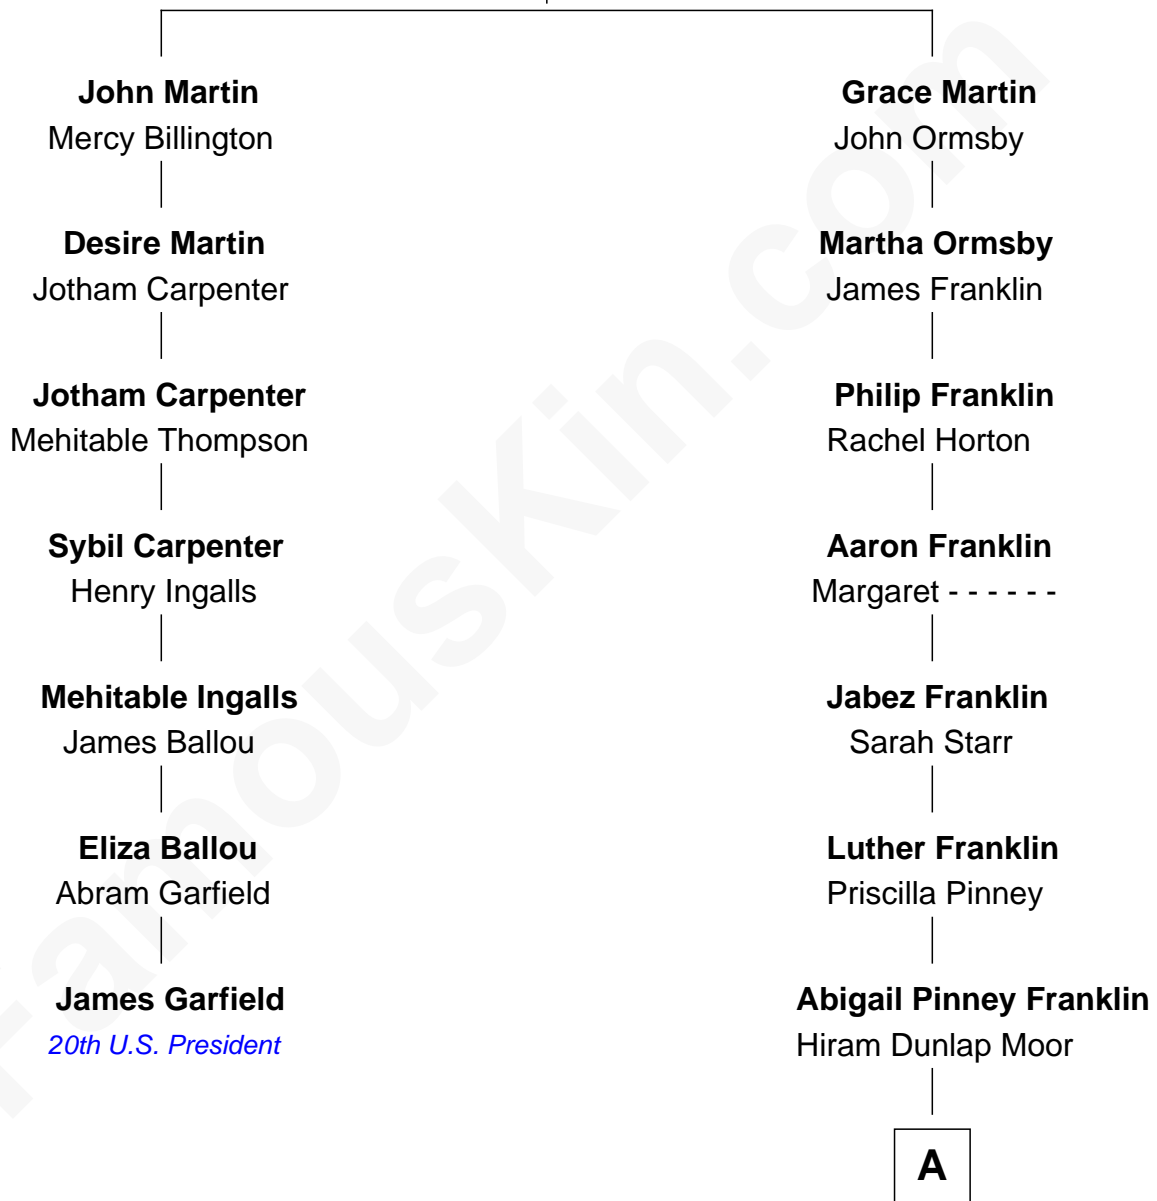 John Martin
Mercy Billington
Desire Martin
Jotham Carpenter
Jotham Carpenter
Mehitable Thompson
Sybil Carpenter
Henry Ingalls
Mehitable Ingalls
James Ballou
Eliza Ballou
Abram Garfield
James Garfield
20th U.S. President
Grace Martin
John Ormsby
Martha Ormsby
James Franklin
Philip Franklin
Rachel Horton
Aaron Franklin
Margaret - - - - - -
Jabez Franklin
Sarah Starr
Luther Franklin
Priscilla Pinney
Abigail Pinney Franklin
Hiram Dunlap Moor
A
FamousKin.com